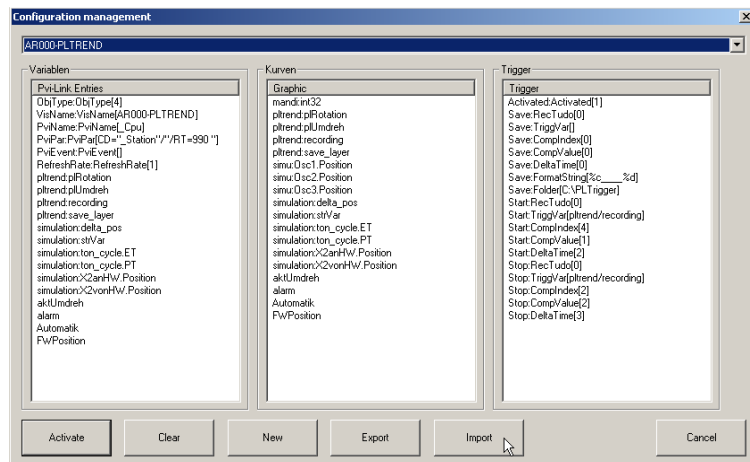 Configuration management
AR000-PLTREND
Variablen
Pvi-Link Entries
ObjType:ObjType[4]
VisName:VisName[AR000-PLTREND]
PviName:PviName[_Cpu]
PviPar:PviPar[CD="_Station"/"/RT=990 "]
PviEvent:PviEvent[]
RefreshRate:RefreshRate[1]
pltrend:plRotation
pltrend:plUmdreh
pltrend:recording
pltrend:save_layer
simulation:delta_pos
simulation:strVar
simulation:ton_cycle.ET
simulation:ton_cycle.PT
simulation:X2anHW.Position
simulation:X2vonHW.Position
aktUmdreh
alarm
Automatik
FWPosition
Kurven
Graphic
mandi:int32
pltrend:plRotation
pltrend:plUmdreh
pltrend:recording
pltrend:save_layer
simu:Osc1.Position
simu:Osc2.Position
simu:Osc3.Position
simulation:delta_pos
simulation:strVar
simulation:ton_cycle.ET
simulation:ton_cycle.PT
simulation:X2anHW.Position
simulation:X2vonHW.Position
aktUmdreh
alarm
Automatik
FWPosition
Trigger
Trigger
Activated:Activated[1]
Save:RecTudo[0]
Save:TriggVar[]
Save:CompIndex[0]
Save:CompValue[0]
Save:DeltaTime[0]
Save:FormatString[%c____%d]
Save:Folder[C:\PLTrigger]
Start:RecTudo[0]
Start:TriggVar[pltrend/recording]
Start:CompIndex[4]
Start:CompValue[1]
Start:DeltaTime[2]
Stop:RecTudo[0]
Stop:TriggVar[pltrend/recording]
Stop:CompIndex[2]
Stop:CompValue[2]
Stop:DeltaTime[3]
Activate
Clear
New
Export
Import
Cancel